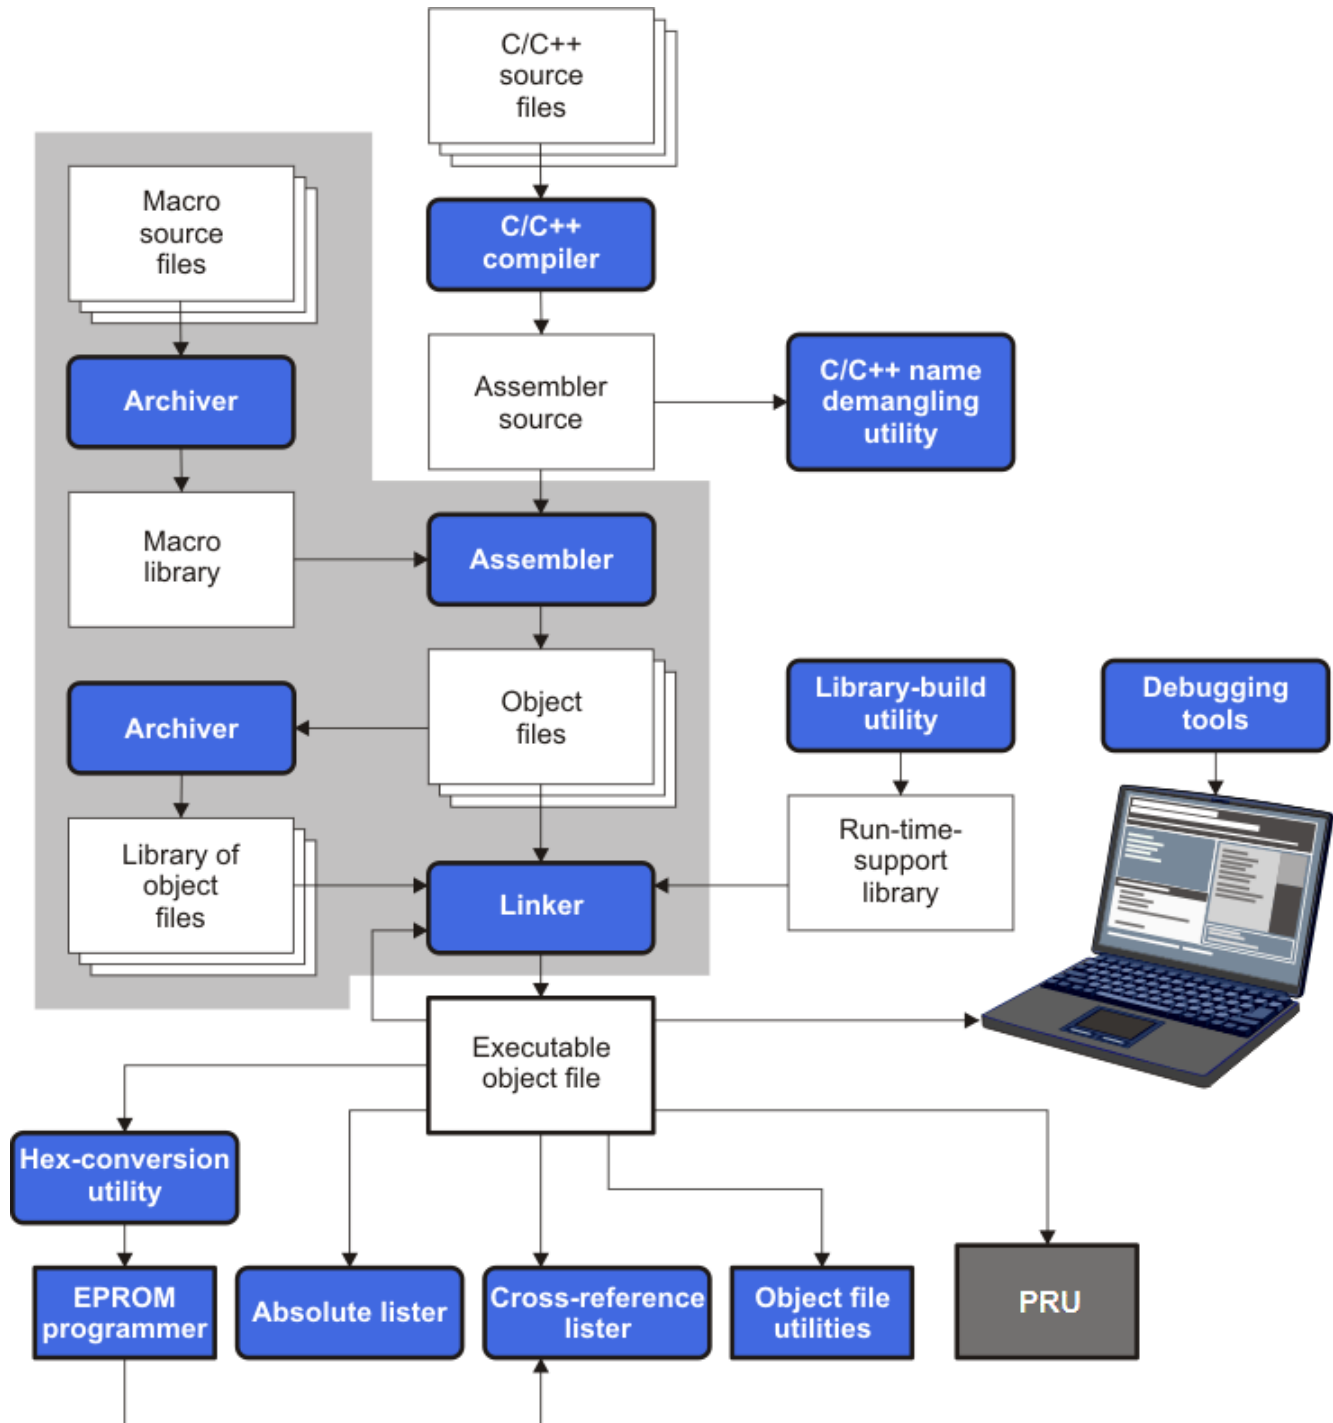 C/C++
source
files
Macro
source
files
C/C++
compiler
Archiver
Assembler
source
C/C++ name
demangling
utility
Macro
library
Assembler
Archiver
Object
files
Library-build
utility
Debugging
tools
Library of
object
files
Linker
Run-time-
support
library
Executable
object file
Hex-conversion
utility
EPROM
programmer
Absolute lister
Cross-reference
lister
Object file
utilities
PRU